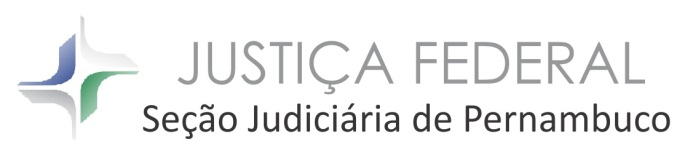 JUSTIÇA FEDERAL
Seção Judiciária de Pernambuco